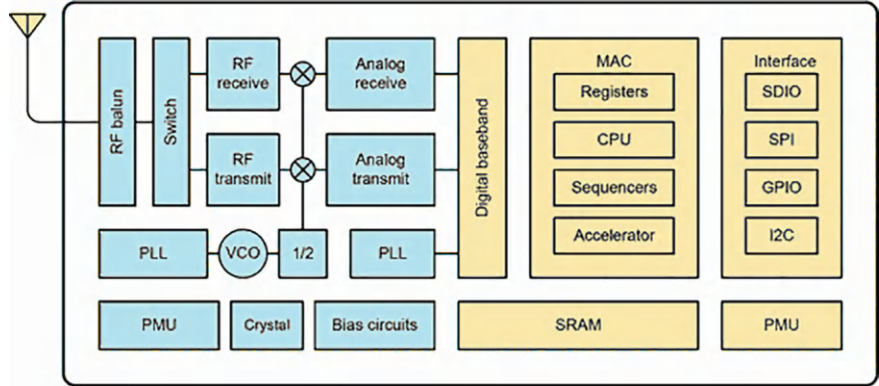 RF balun
Switch
RF
receive
Analog
receive
RF
transmit
Analog
transmit
Digital baseband
MAC
Registers
CPU
Sequencers
Accelerator
Interface
SDIO
SPI
GPIO
I2C
PLL
VCO
1/2
PLL
PMU
Crystal
Bias circuits
SRAM
PMU